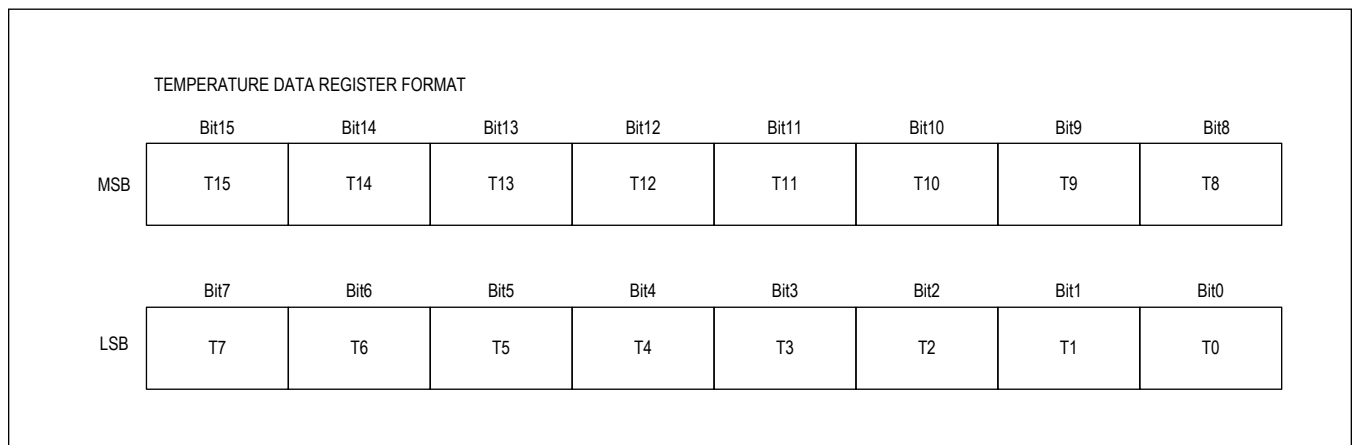 TEMPERATURE DATA REGISTER FORMAT
Bit15 Bit14 Bit13 Bit12 Bit11 Bit10 Bit9 Bit8
MSB T15 T14 T13 T12 T11 T10 T9 T8
Bit7 Bit6 Bit5 Bit4 Bit3 Bit2 Bit1 Bit0
LSB T7 T6 T5 T4 T3 T2 T1 T0